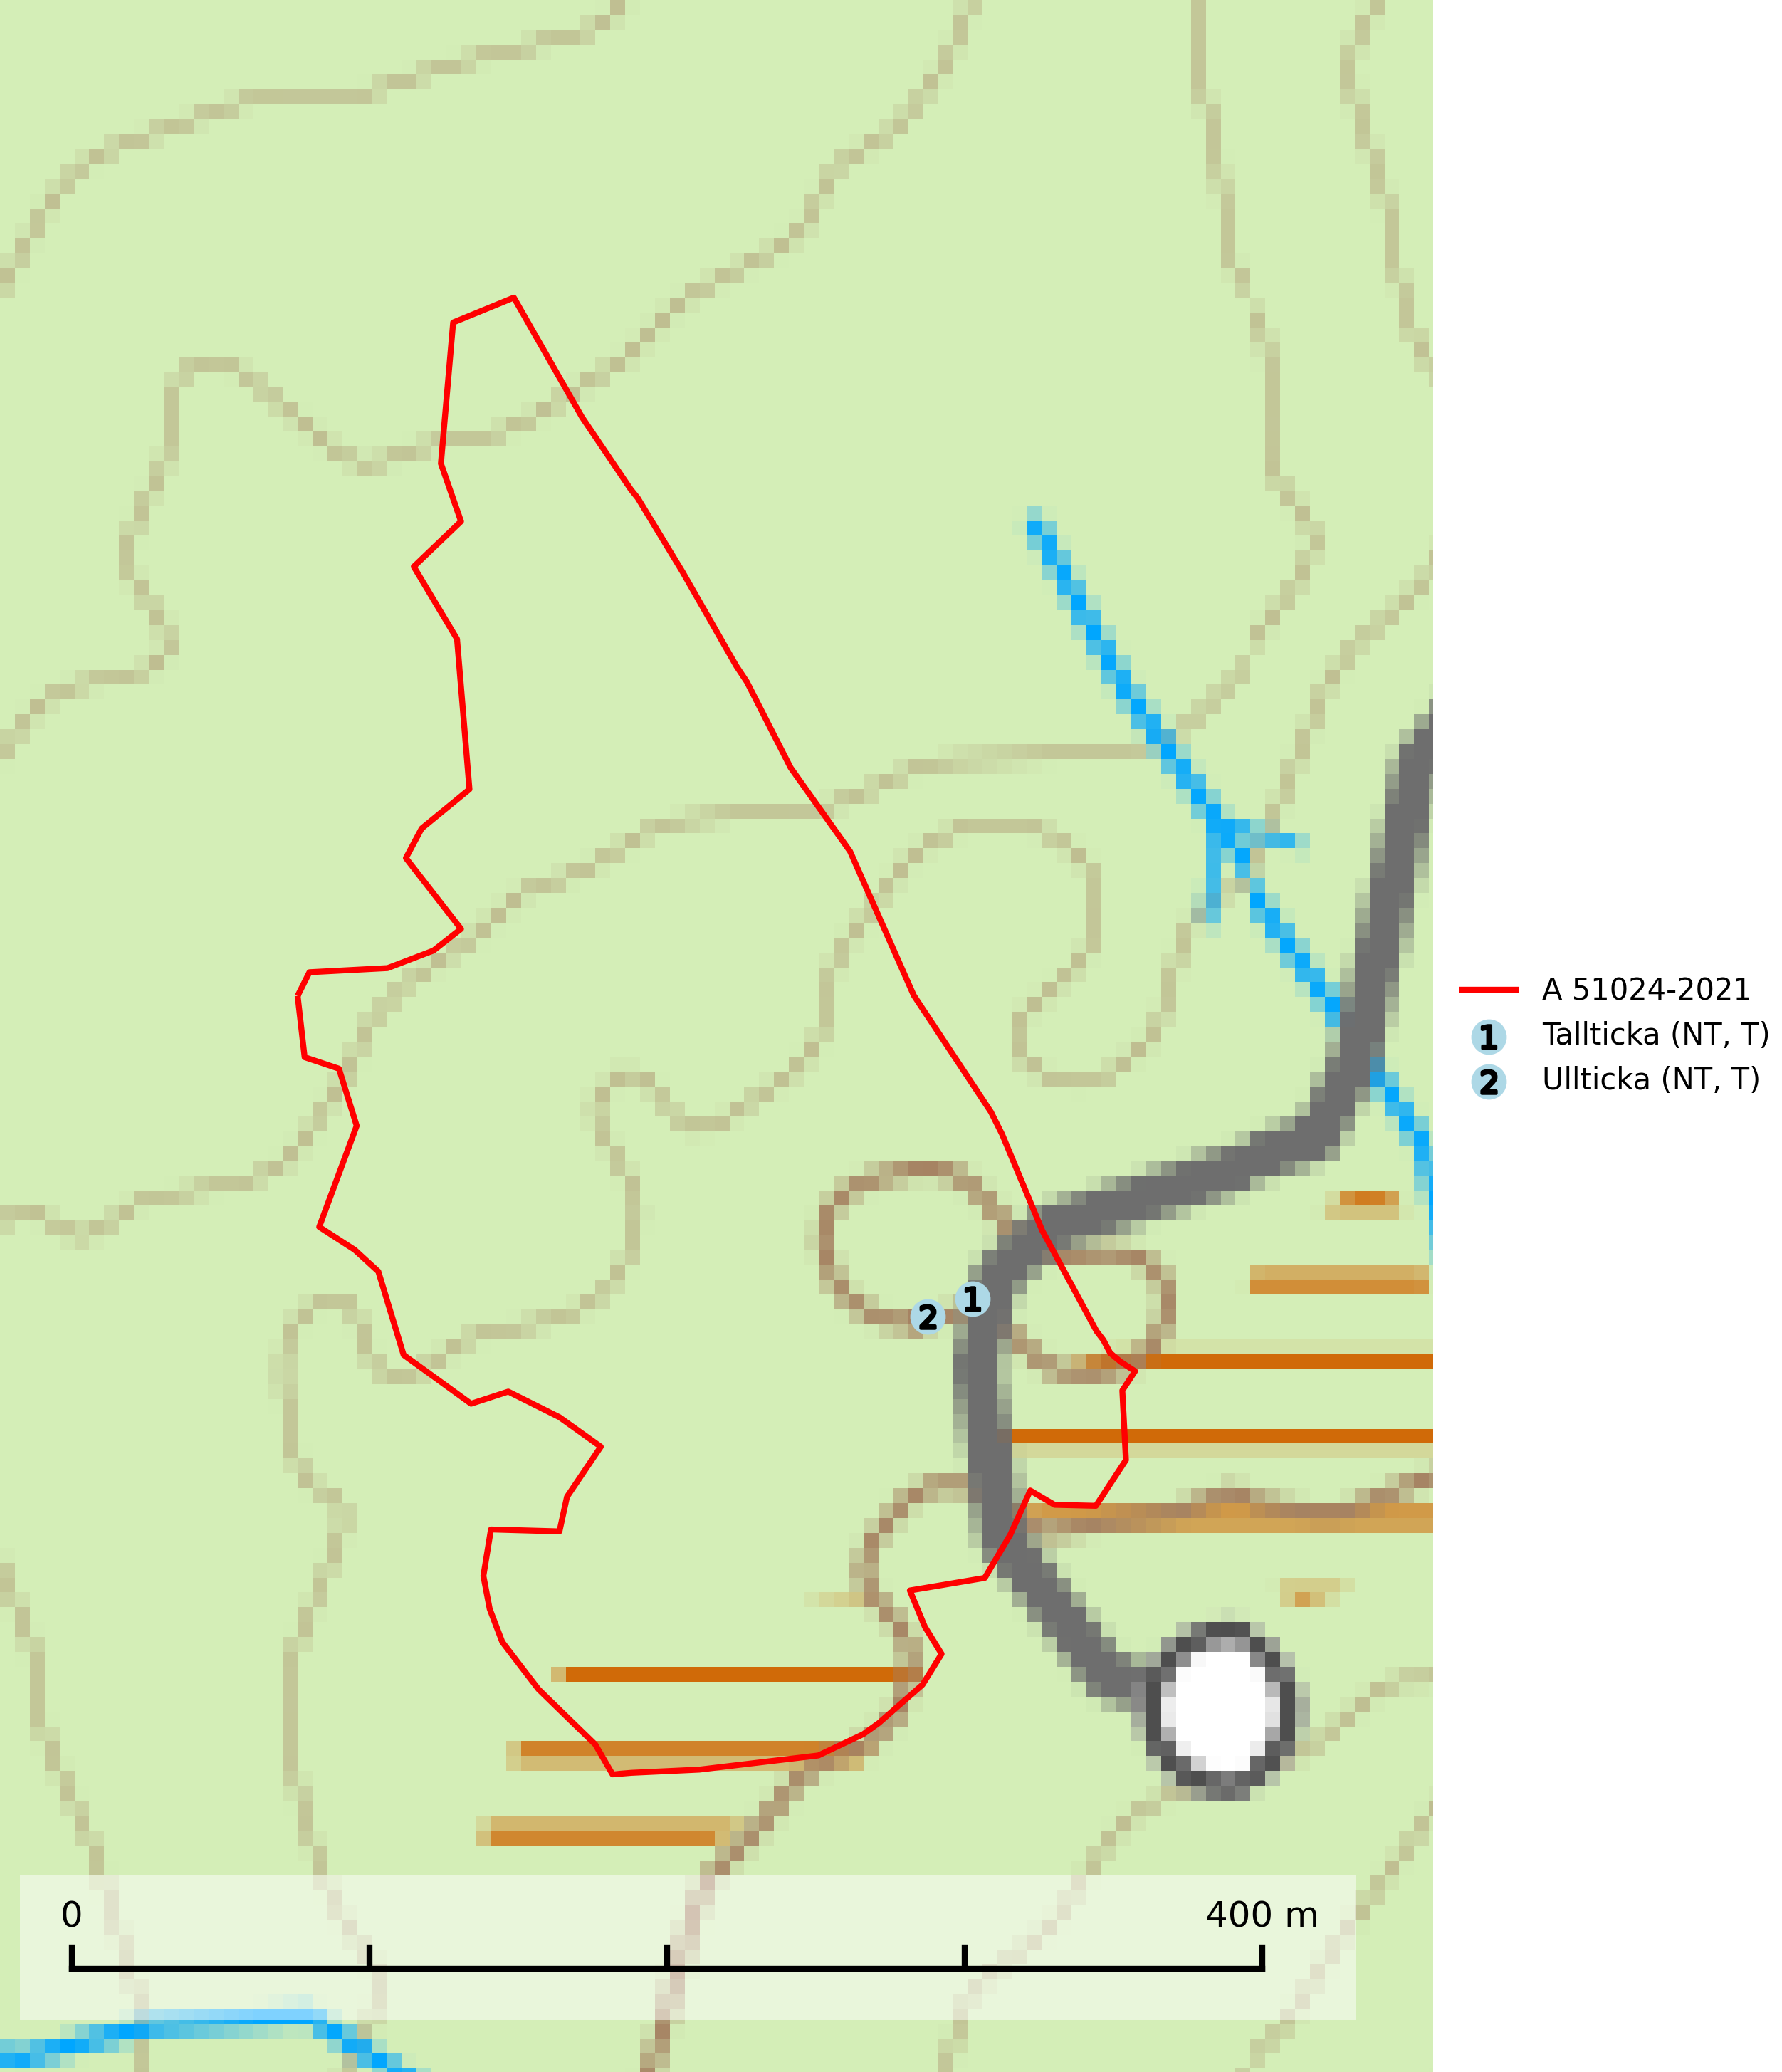 A 51024-2021
1 Tallticka (NT, T)
2 Ullticka (NT, T)
1
2
0 400 m